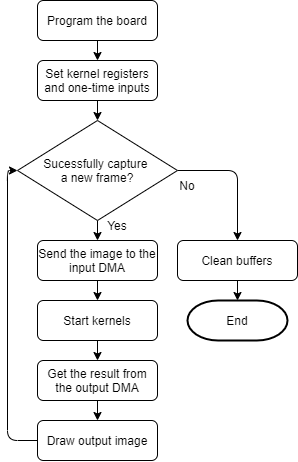 Program the board
Set kernel registers
and one-time inputs
Sucessfully capture
a new frame?
No
Yes
Send the image to the
input DMA
Clean buffers
Start kernels
End
Get the result from
the output DMA
Draw output image